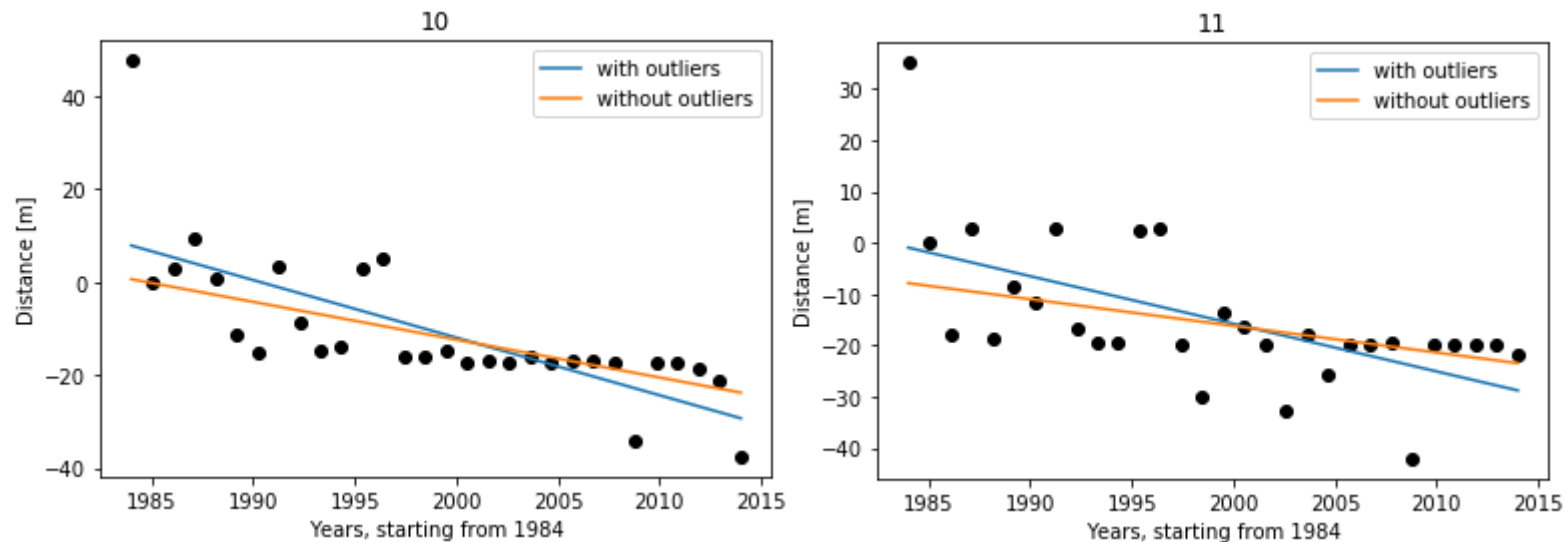 10
with outliers
without outliers
40
20
0
−20
−40
Distance [m]
1985 1990 1995 2000 2005 2010 2015
Years, starting from 1984
11
with outliers
without outliers
30
20
10
0
−10
−20
−30
−40
Distance [m]
1985 1990 1995 2000 2005 2010 2015
Years, starting from 1984